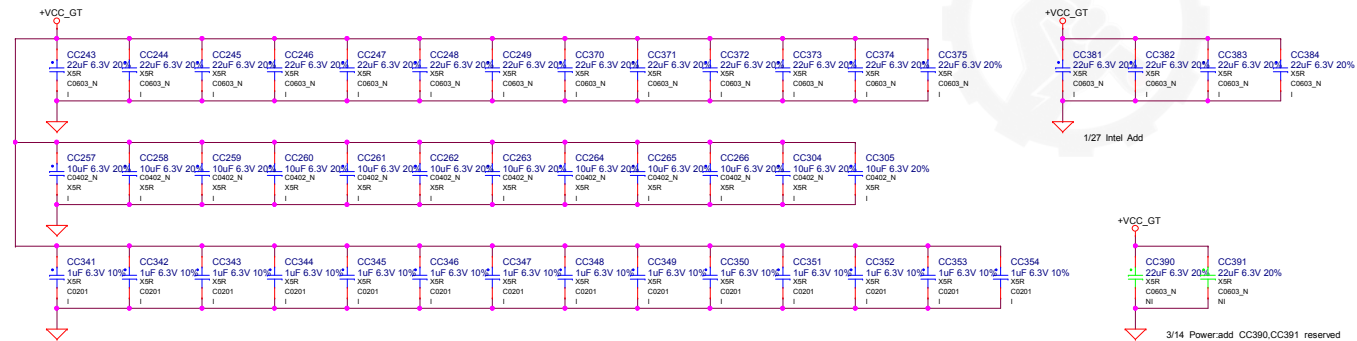 +VCC_GT
CC243 CC244 CC245 CC246 CC247 CC248 CC249 CC370 CC371 CC372 CC373 CC374 CC375
22uF 6.3V 20% 22uF 6.3V 20% 22uF 6.3V 20% 22uF 6.3V 20% 22uF 6.3V 20% 22uF 6.3V 20% 22uF 6.3V 20% 22uF 6.3V 20% 22uF 6.3V 20% 22uF 6.3V 20% 22uF 6.3V 20% 22uF 6.3V 20% 22uF 6.3V 20%
X5R X5R X5R X5R X5R X5R X5R X5R X5R X5R X5R X5R X5R
C0603_N C0603_N C0603_N C0603_N C0603_N C0603_N C0603_N C0603_N C0603_N C0603_N C0603_N C0603_N C0603_N
I I I I I I I I I I I I I
+VCC_GT
CC381 CC382 CC383 CC384
22uF 6.3V 20% 22uF 6.3V 20% 22uF 6.3V 20% 22uF 6.3V 20%
X5R X5R X5R X5R
C0603_N C0603_N C0603_N C0603_N
I I I I
1/27 Intel Add
CC257 CC258 CC259 CC260 CC261 CC262 CC263 CC264 CC265 CC266 CC304 CC305
10uF 6.3V 20% 10uF 6.3V 20% 10uF 6.3V 20% 10uF 6.3V 20% 10uF 6.3V 20% 10uF 6.3V 20% 10uF 6.3V 20% 10uF 6.3V 20% 10uF 6.3V 20% 10uF 6.3V 20% 10uF 6.3V 20% 10uF 6.3V 20%
C0402_N C0402_N C0402_N C0402_N C0402_N C0402_N C0402_N C0402_N C0402_N C0402_N C0402_N C0402_N
X5R X5R X5R X5R X5R X5R X5R X5R X5R X5R X5R X5R
I I I I I I I I I I I I
CC341 CC342 CC343 CC344 CC345 CC346 CC347 CC348 CC349 CC350 CC351 CC352 CC353 CC354
1uF 6.3V 10% 1uF 6.3V 10% 1uF 6.3V 10% 1uF 6.3V 10% 1uF 6.3V 10% 1uF 6.3V 10% 1uF 6.3V 10% 1uF 6.3V 10% 1uF 6.3V 10% 1uF 6.3V 10% 1uF 6.3V 10% 1uF 6.3V 10% 1uF 6.3V 10% 1uF 6.3V 10%
X5R X5R X5R X5R X5R X5R X5R X5R X5R X5R X5R X5R X5R X5R
C0201 C0201 C0201 C0201 C0201 C0201 C0201 C0201 C0201 C0201 C0201 C0201 C0201 C0201
I I I I I I I I I I I I I I
+VCC_GT
CC390 CC391
22uF 6.3V 20% 22uF 6.3V 20%
X5R X5R
C0603_N C0603_N
NI NI
3/14 Power:add CC390,CC391 reserved